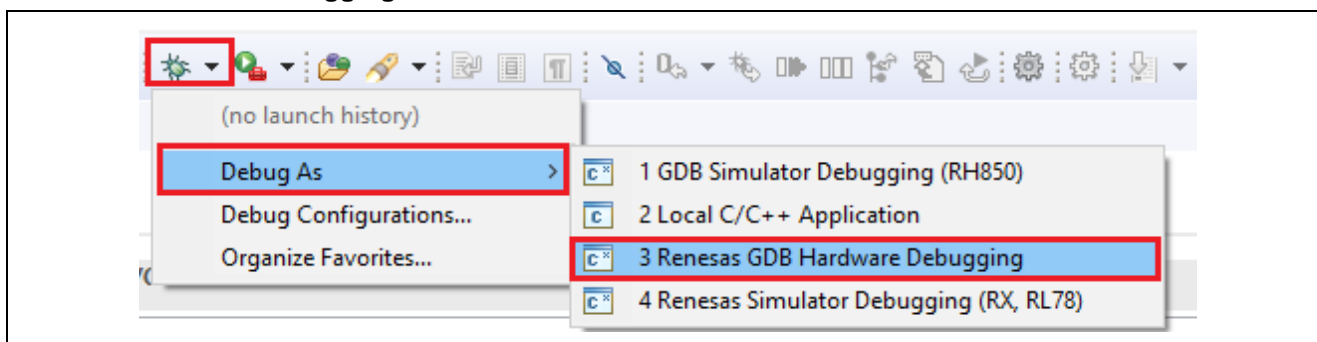 (no launch history)
Debug As
1 GDB Simulator Debugging (RH850)
Debug Configurations...
2 Local C/C++ Application
Organize Favorites...
3 Renesas GDB Hardware Debugging
4 Renesas Simulator Debugging (RX, RL78)